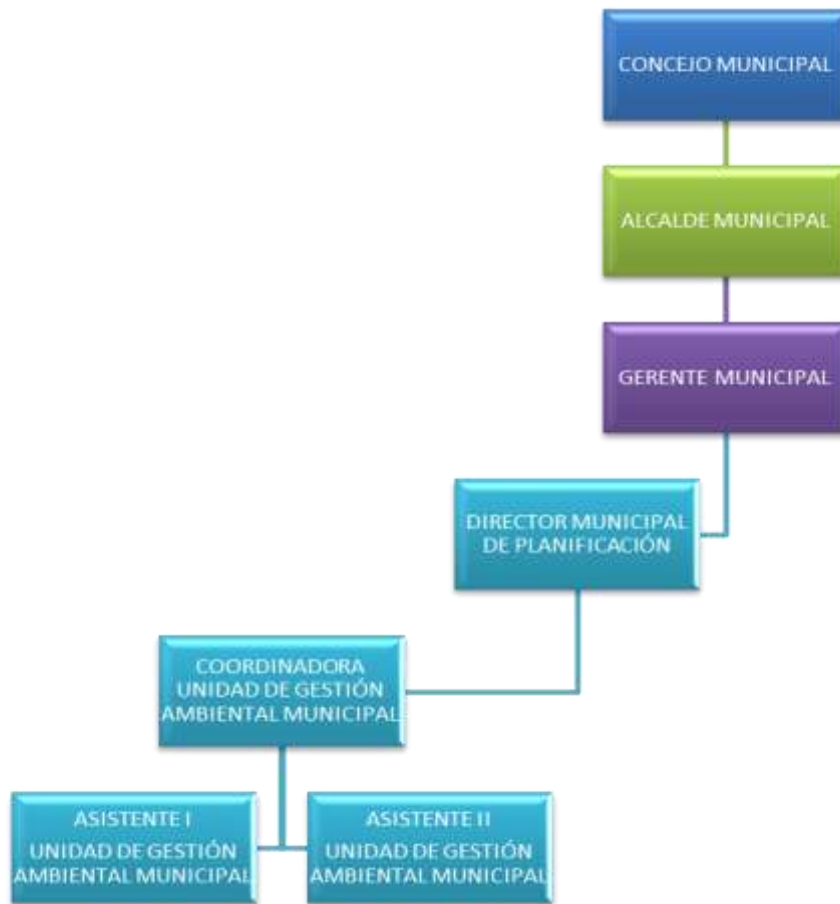 CONCEJO MUNICIPAL
ALCALDE MUNICIPAL
GERENTE MUNICIPAL
DIRECTOR MUNICIPAL
DE PLANIFICACIÓN
COORDINADORA
UNIDAD DE GESTIÓN
AMBIENTAL MUNICIPAL
ASISTENTE I
UNIDAD DE GESTIÓN
AMBIENTAL MUNICIPAL
ASISTENTE II
UNIDAD DE GESTIÓN
AMBIENTAL MUNICIPAL